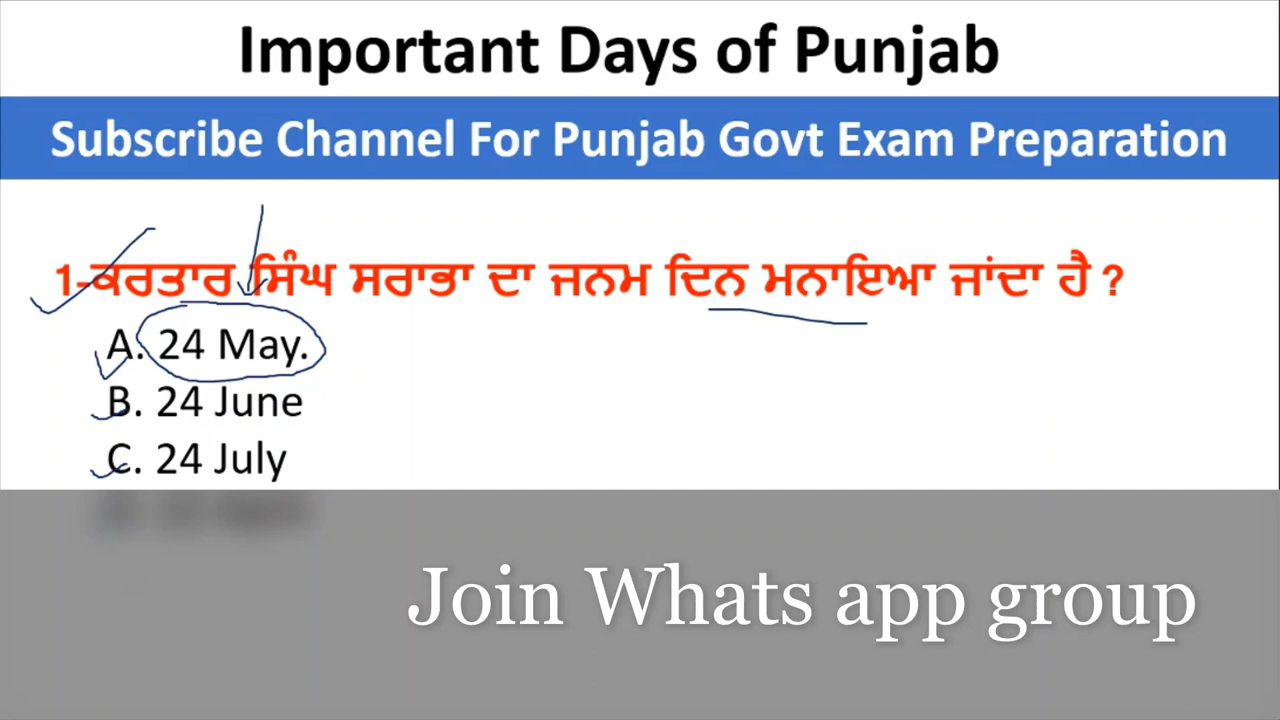 Important Days of Punjab
Subscribe Channel For Punjab Govt Exam Preparation
1-ਕਰਤਾਰ ਸਿੰਘ ਸਰਾਭਾ ਦਾ ਜਨਮ ਦਿਨ ਮਨਾਇਆ ਜਾਂਦਾ ਹੈ ?
A. 24 May.
B. 24 June
C. 24 July
Join Whats app group